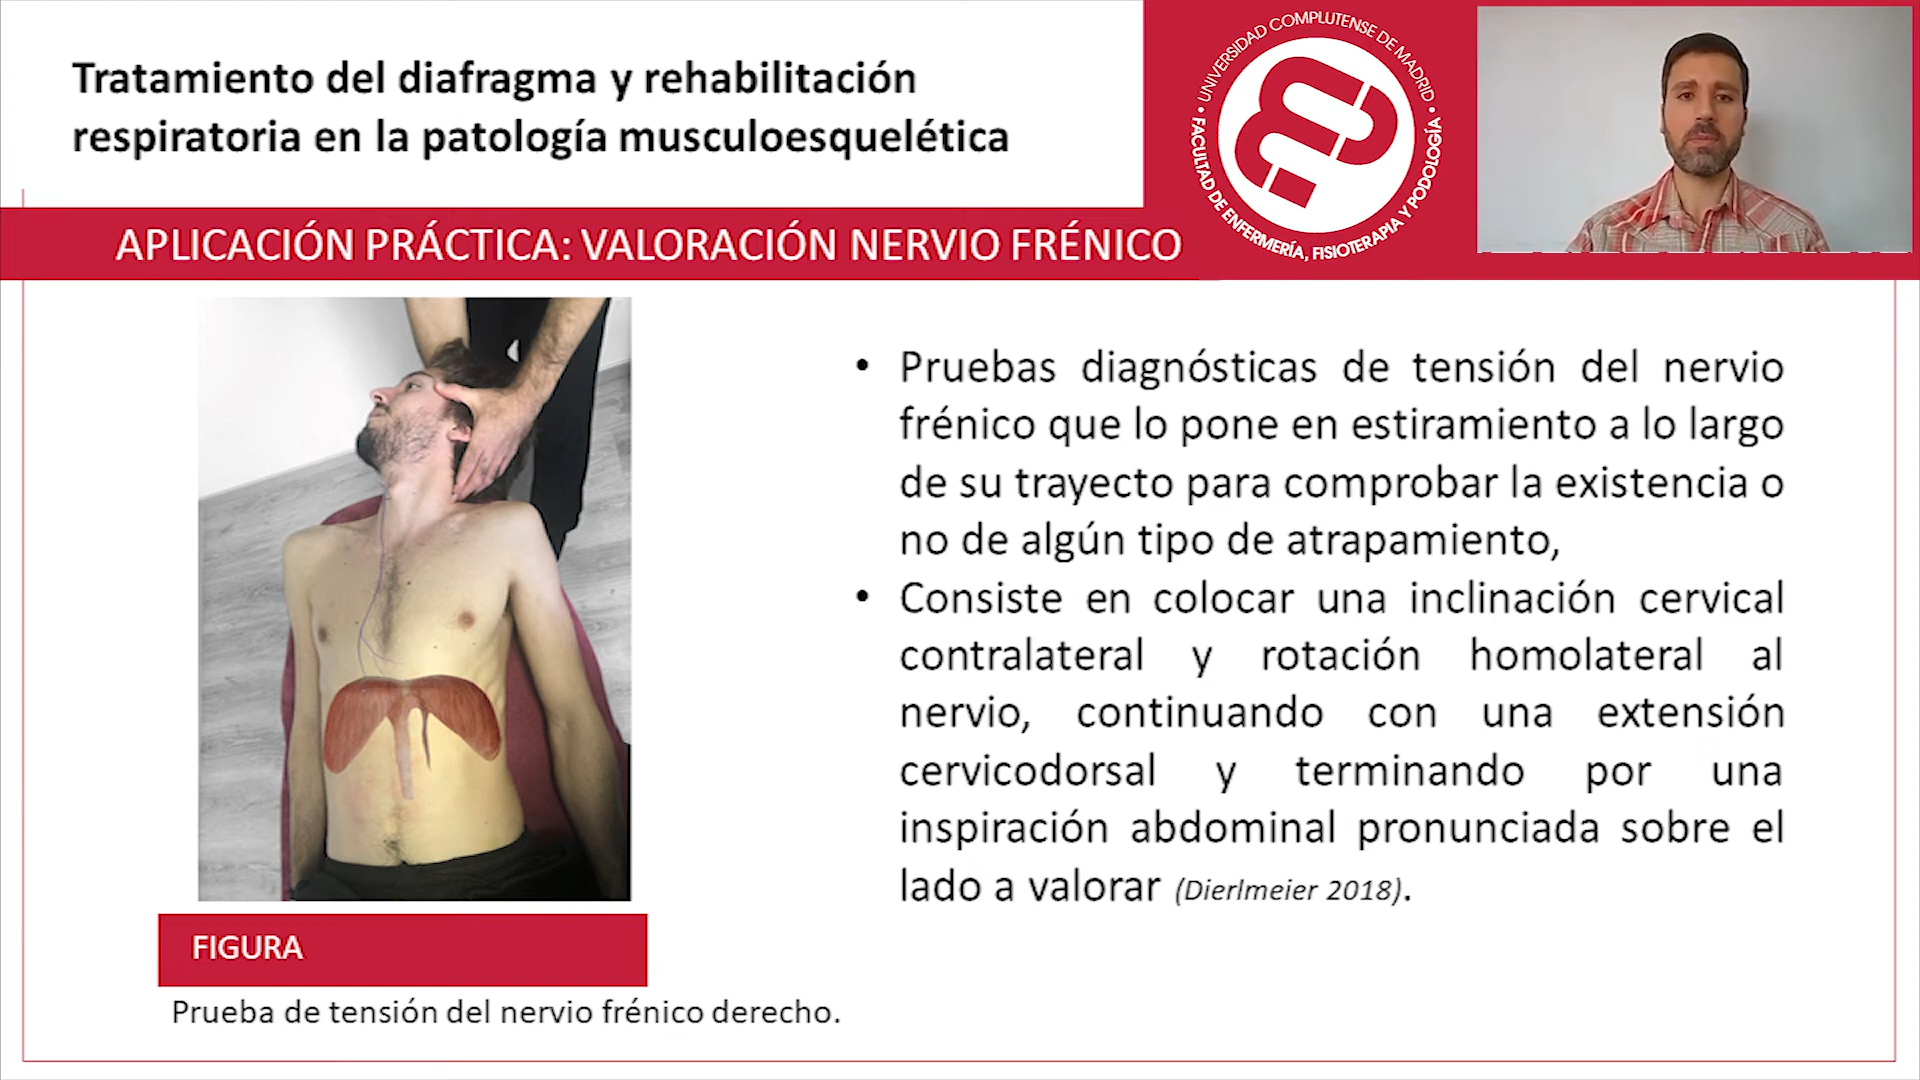 Tratamiento del diafragma y rehabilitación
respiratoria en la patología musculoesquelética
• UNIVERSIDAD COMPLUTENSE DE MADRID •
FACULTAD DE ENFERMERÍA, FISIOTERAPIA Y PODOLOGÍA
APLICACIÓN PRÁCTICA: VALORACIÓN NERVIO FRÉNICO
• Pruebas diagnósticas de tensión del nervio
frénico que lo pone en estiramiento a lo largo
de su trayecto para comprobar la existencia o
no de algún tipo de atrapamiento,
• Consiste en colocar una inclinación cervical
contralateral y rotación homolateral al
nervio, continuando con una extensión
cervicodorsal y terminando por una
inspiración abdominal pronunciada sobre el
lado a valorar (Dierlmeier 2018).
FIGURA
Prueba de tensión del nervio frénico derecho.